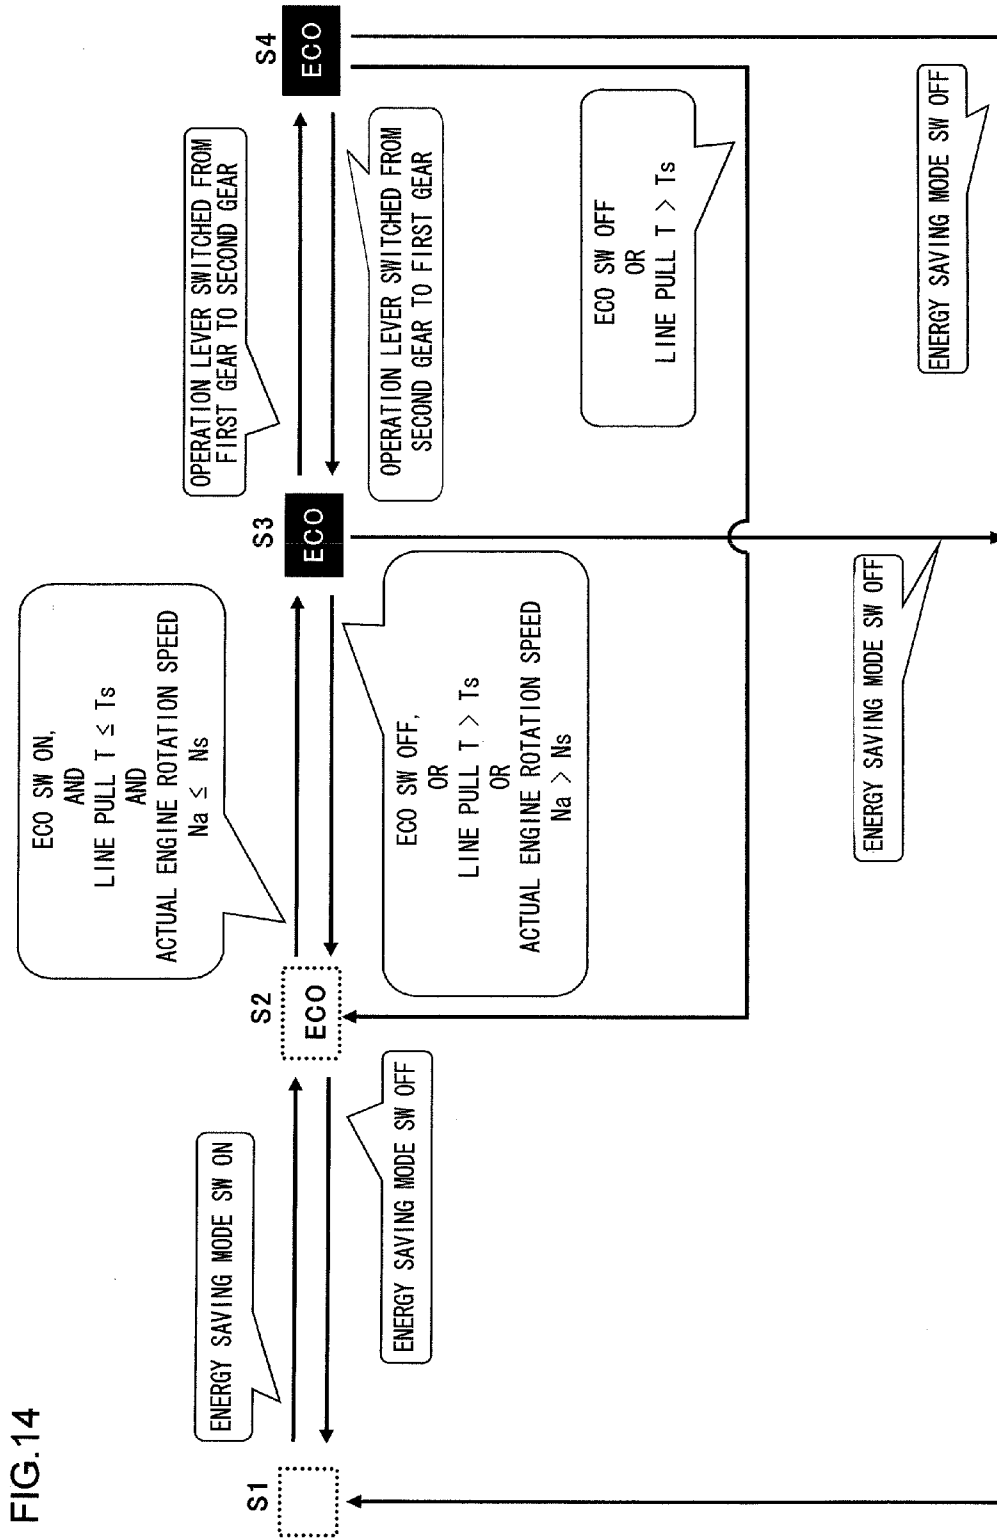 FIG.14
S1
ENERGY SAVING MODE SW ON
ENERGY SAVING MODE SW OFF
S2
ECO
ECO SW ON,
AND
LINE PULL T ≤ Ts
AND
ACTUAL ENGINE ROTATION SPEED
Na ≤ Ns
ECO SW OFF,
OR
LINE PULL T > Ts
OR
ACTUAL ENGINE ROTATION SPEED
Na > Ns
S3
ECO
OPERATION LEVER SWITCHED FROM
FIRST GEAR TO SECOND GEAR
OPERATION LEVER SWITCHED FROM
SECOND GEAR TO FIRST GEAR
S4
ECO
ECO SW OFF
OR
LINE PULL T > Ts
ENERGY SAVING MODE SW OFF
ENERGY SAVING MODE SW OFF